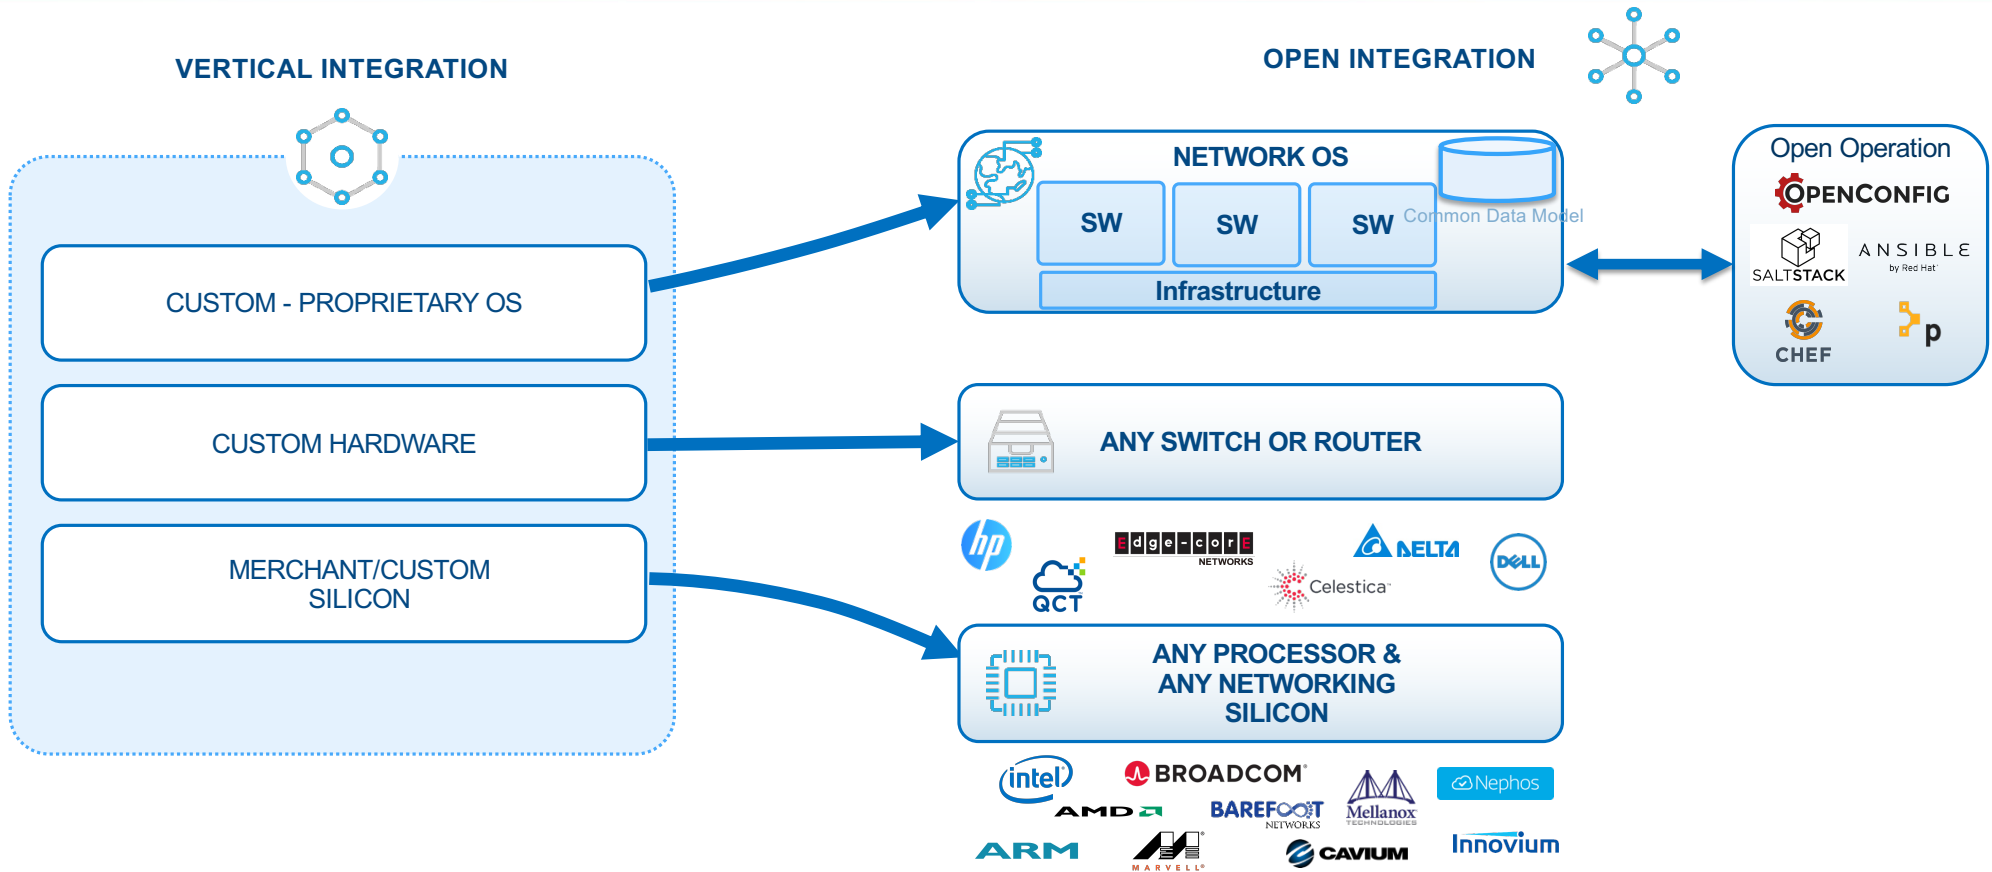 VERTICAL INTEGRATION
CUSTOM - PROPRIETARY OS
CUSTOM HARDWARE
MERCHANT/CUSTOM
SILICON
OPEN INTEGRATION
NETWORK OS
SW
SW
SW
Common Data Model
Infrastructure
Open Operation
OPENCONFIG
SALTSTACK
ANSIBLE
by Red Hat
CHEF
p
ANY SWITCH OR ROUTER
hp
QCT
Edge-corE
NETWORKS
Celestica™
DELTA
DELL
ANY PROCESSOR &
ANY NETWORKING
SILICON
intel
BROADCOM®
Nephos
AMD
BAREFOOT
NETWORKS
Mellanox
TECHNOLOGIES
ARM
MARVELL®
CAVIUM
Innovium